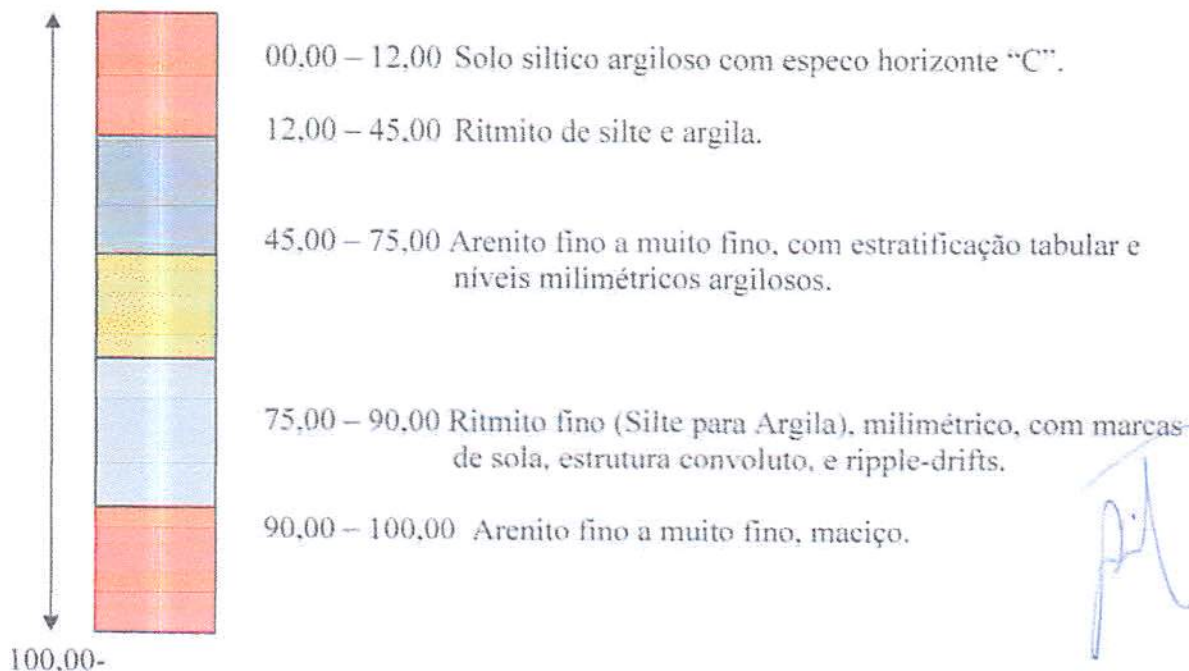 00,00 – 12,00 Solo siltico argiloso com especo horizonte “C”.
12,00 – 45,00 Ritmito de silte e argila.
45,00 – 75,00 Arenito fino a muito fino, com estratificação tabular e
níveis milimétricos argilosos.
75,00 – 90,00 Ritmito fino (Silte para Argila), milimétrico, com marcas
de sola, estrutura convoluto, e ripple-drifts.
90,00 – 100,00 Arenito fino a muito fino, maciço.
100,00-